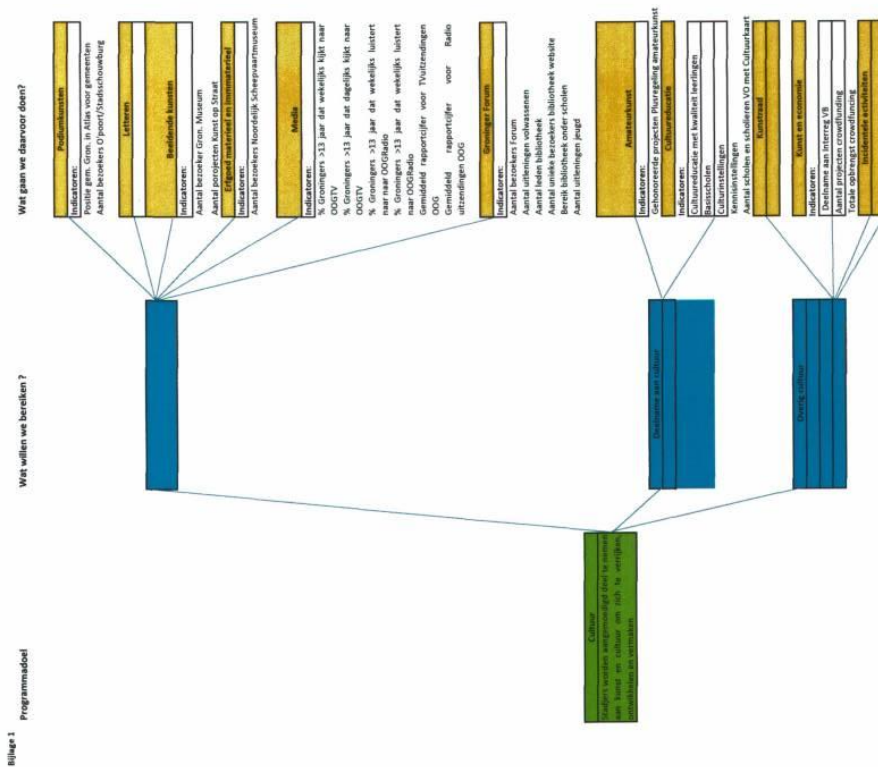 Bijlage 1
Programmadoel
Wat willen we bereiken ?
Wat gaan we daarvoor doen?
Cultuur
Stadjers worden aangemoedigd deel te nemen
aan kunst en cultuur om zich te verrijken,
ontwikkelen en vermaken
Deelname aan cultuur
Overig cultuur
Podiumkunsten
Indicatoren:
Positie gem. Gron. in Atlas voor gemeenten
Aantal bezoekers O'poort/Stadsschouwburg
Letteren
Beeldende kunsten
Indicatoren:
Aantal bezoeker Gron. Museum
Aantal porojekten Kunst op Straat
Erfgoed materieel en immmaterieel
Aantal bezoekers Noordelijk Scheepvaartmuseum
Media
Indicatoren:
% Groningers >13 jaar dat wekelijks kijkt naar
OOGTV
% Groningers >13 jaar dat dagelijks kijkt naar
OOGTV
% Groningers >13 jaar dat wekelijks luistert
naar naar OOGRadio
% Groningers >13 jaar dat wekelijks luistert
naar OOGRadio
Gemiddeld rapportcijfer voor TVuitzendingen
OOG
Gemiddeld rapportcijfer voor Radio
uitzendingen OOG
Groninger Forum
Indicatoren:
Aantal bezoekers Forum
Aantal uitleningen volwassenen
Aantal leden bibliotheek
Aantal unieke bezoekers bibliotheek website
Bereik bibliotheek onder scholen
Aantal uitleningen jeugd
Amateurkunst
Indicatoren:
Gehonoreerde projecten Plusregeling amateurkunst
Cultuureducatie
Indicatoren:
Cultuureducatie met kwaliteit leerlingen
Basisscholen
Cultuurinstellingen
Kennisinstellingen
Aantal scholen en scholieren VO met Cultuurkaart
Kunstraad
Kunst en economie
Indicatoren:
Deelname aan Interreg VB
Aantal projecten crowdfunding
Totale opbrengst crowdfuncing
Incidentele activiteiten